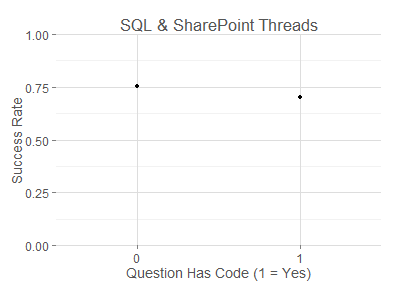 SQL & SharePoint Threads
1.00
0.75
0.50
0.25
0.00
Success Rate
0
1
Question Has Code (1 = Yes)